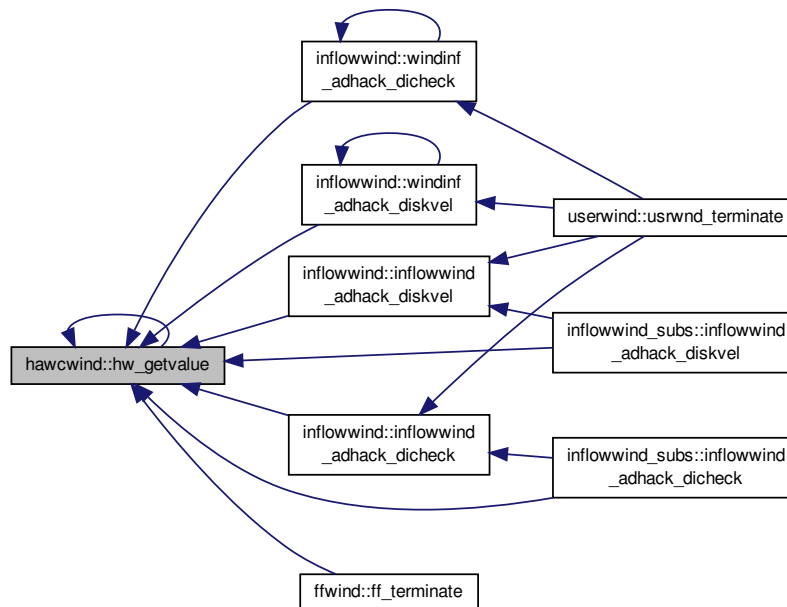 inflowwind::windinf
_adhack_dicheck
inflowwind::windinf
_adhack_diskvel
userwind::usrwnd_terminate
inflowwind::inflowwind
_adhack_diskvel
inflowwind_subs::inflowwind
_adhack_diskvel
hawcwind::hw_getvalue
inflowwind::inflowwind
_adhack_dicheck
inflowwind_subs::inflowwind
_adhack_dicheck
ffwind::ff_terminate